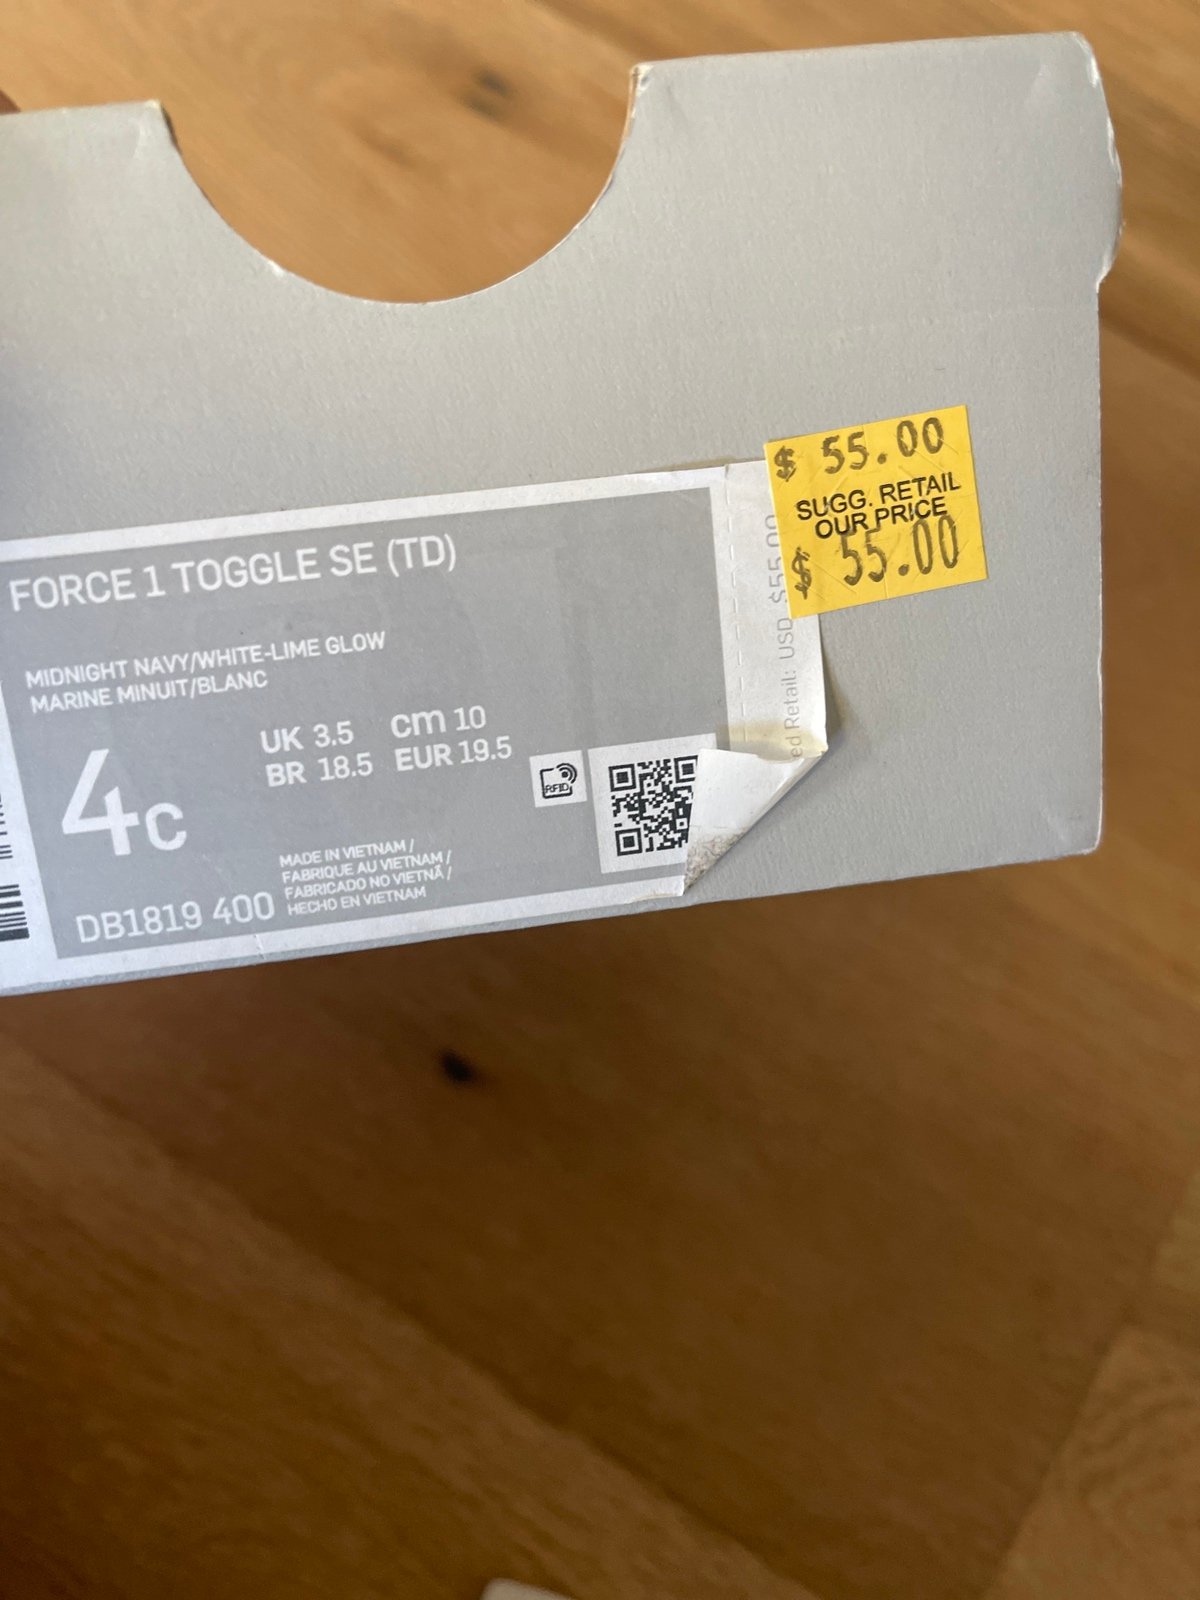 $ 55.00
SUGG. RETAIL
OUR PRICE
$ 55.00
FORCE 1 TOGGLE SE (TD)
MIDNIGHT NAVY/WHITE-LIME GLOW
MARINE MINUIT/BLANC
4C
UK 3.5 cm 10
BR 18.5 EUR 19.5
RFID
MADE IN VIETNAM /
FABRIQUE AU VIETNAM /
FABRICADO NO VIETNÃ /
HECHO EN VIETNAM
DB1819 400
Retail: USD $55.00